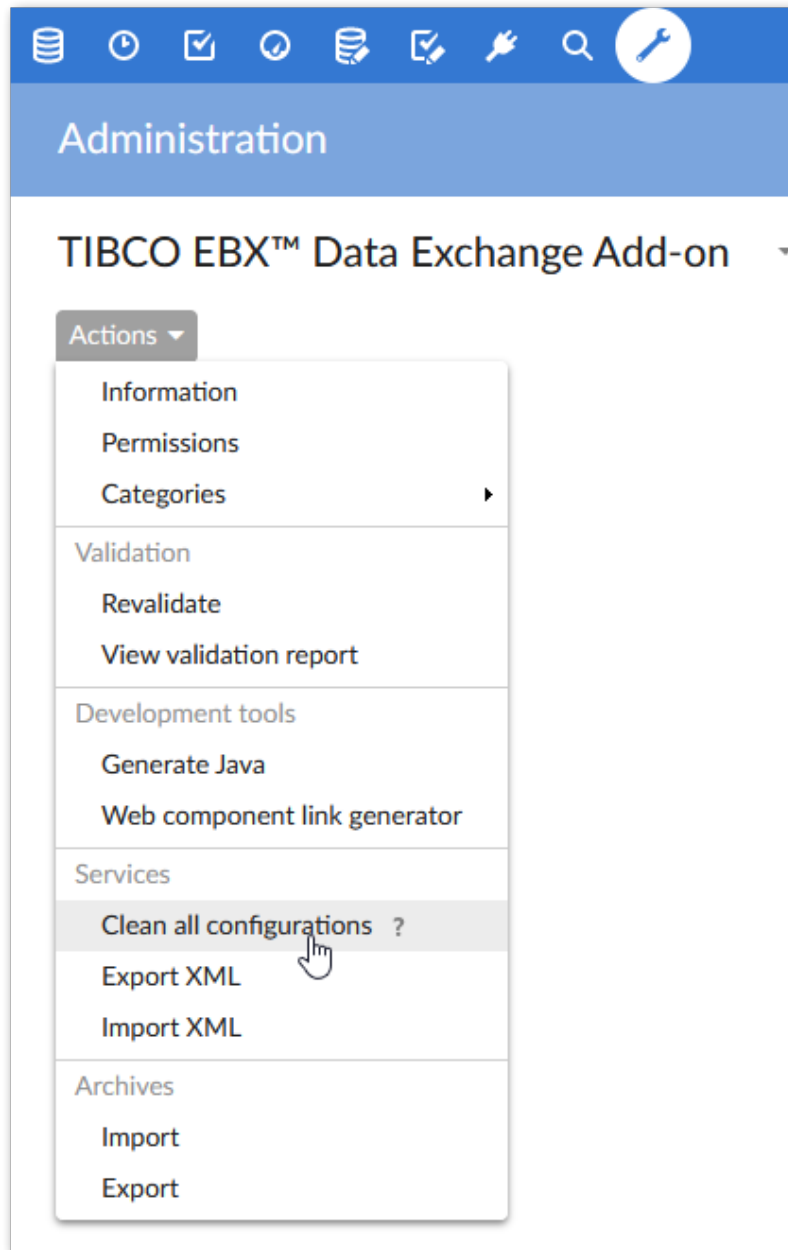 Administration
TIBCO EBX™ Data Exchange Add-on
Actions
Information
Permissions
Categories
Validation
Revalidate
View validation report
Development tools
Generate Java
Web component link generator
Services
Clean all configurations ?
Export XML
Import XML
Archives
Import
Export